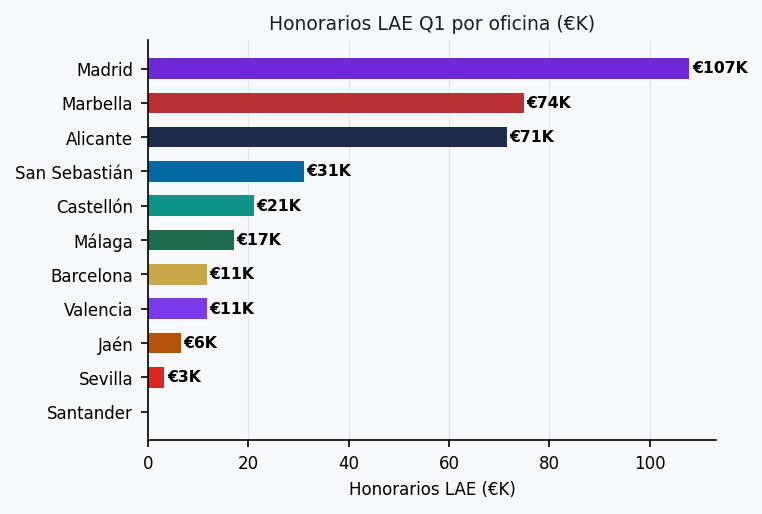 Honorarios LAE Q1 por oficina (€K)
Madrid €107K
Marbella €74K
Alicante €71K
San Sebastián €31K
Castellón €21K
Málaga €17K
Barcelona €11K
Valencia €11K
Jaén €6K
Sevilla €3K
Santander
0 20 40 60 80 100
Honorarios LAE (€K)